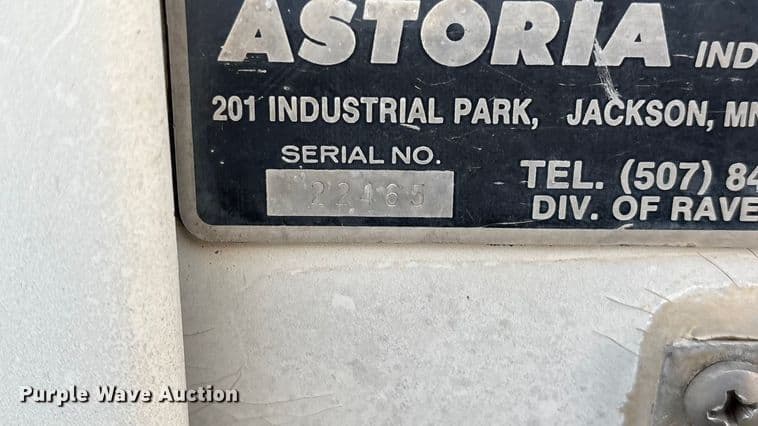 ASTORIA IND
201 INDUSTRIAL PARK, JACKSON, MN
SERIAL NO.
22465
TEL. (507) 84
DIV. OF RAVE
Purple Wave Auction